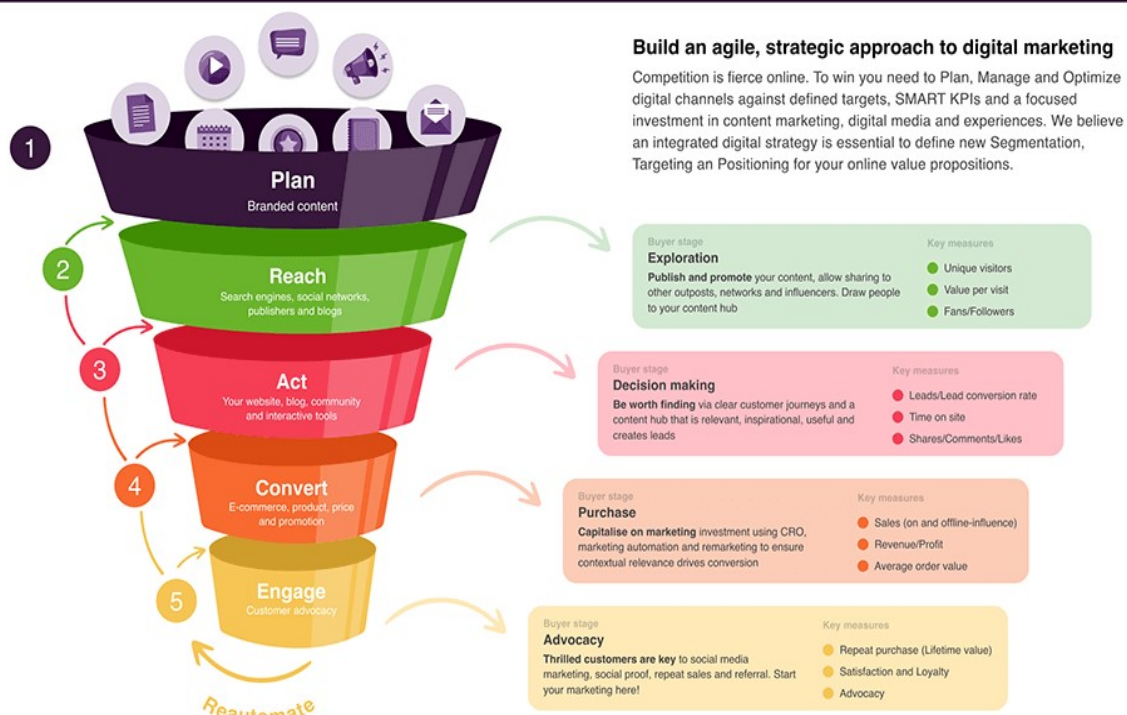 Build an agile, strategic approach to digital marketing
Competition is fierce online. To win you need to Plan, Manage and Optimize
digital channels against defined targets, SMART KPIs and a focused
investment in content marketing, digital media and experiences. We believe
an integrated digital strategy is essential to define new Segmentation,
Targeting an Positioning for your online value propositions.
1
Plan
Branded content
2
Reach
Search engines, social networks,
publishers and blogs
Buyer stage
Exploration
Publish and promote your content, allow sharing to
other outposts, networks and influencers. Draw people
to your content hub
Key measures
Unique visitors
Value per visit
Fans/Followers
3
Act
Your website, blog, community
and interactive tools
Buyer stage
Decision making
Be worth finding via clear customer journeys and a
content hub that is relevant, inspirational, useful and
creates leads
Key measures
Leads/Lead conversion rate
Time on site
Shares/Comments/Likes
4
Convert
E-commerce, product, price
and promotion
Buyer stage
Purchase
Capitalise on marketing investment using CRO,
marketing automation and remarketing to ensure
contextual relevance drives conversion
Key measures
Sales (on and offline-influence)
Revenue/Profit
Average order value
5
Engage
Customer advocacy
Buyer stage
Advocacy
Thrilled customers are key to social media
marketing, social proof, repeat sales and referral. Start
your marketing here!
Key measures
Repeat purchase (Lifetime value)
Satisfaction and Loyalty
Advocacy
Reautomate